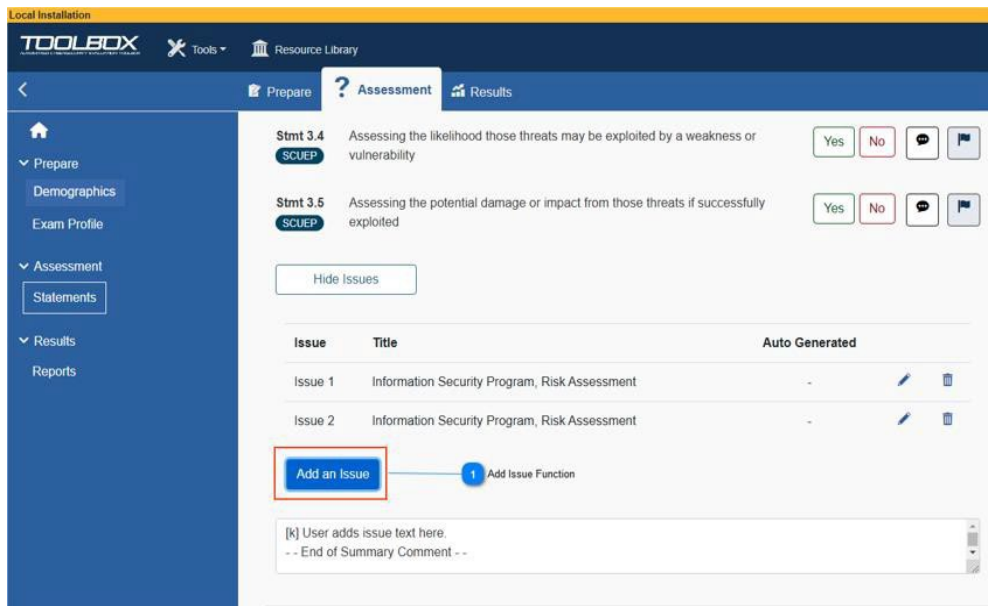 Local Installation
TOOLBOX
Tools
Resource Library
Prepare
? Assessment
Results
Prepare
Demographics
Exam Profile
Assessment
Statements
Results
Reports
Stmt 3.4 Assessing the likelihood those threats may be exploited by a weakness or
SCUEP vulnerability
Yes No
Stmt 3.5 Assessing the potential damage or impact from those threats if successfully
SCUEP exploited
Yes No
Hide Issues
Issue Title Auto Generated
Issue 1 Information Security Program, Risk Assessment -
Issue 2 Information Security Program, Risk Assessment -
Add an Issue 1 Add Issue Function
[k] User adds issue text here.
- - End of Summary Comment - -